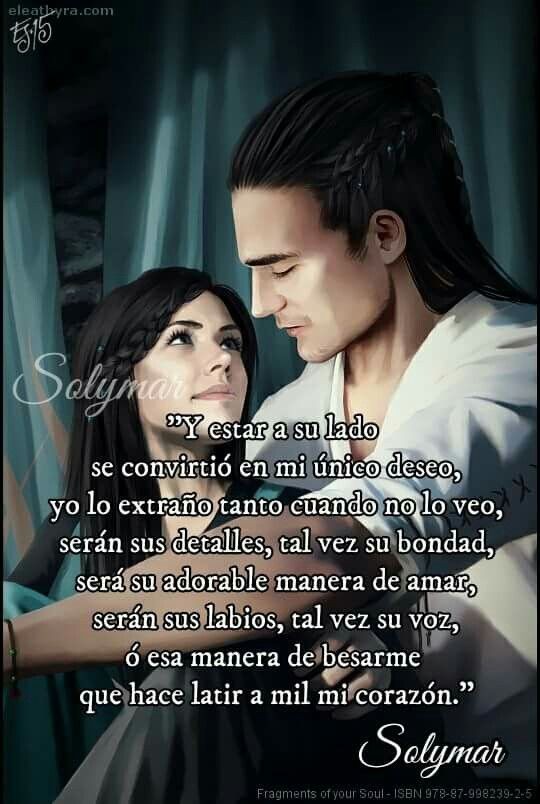 eleathyra.com
EJ.15
Solymar
"Y estar a su lado
se convirtió en mi único deseo,
yo lo extraño tanto cuando no lo veo,
serán sus detalles, tal vez su bondad,
será su adorable manera de amar,
serán sus labios, tal vez su voz,
ó esa manera de besarme
que hace latir a mil mi corazón."
Solymar
Fragments of your Soul - ISBN 978-87-998239-2-5